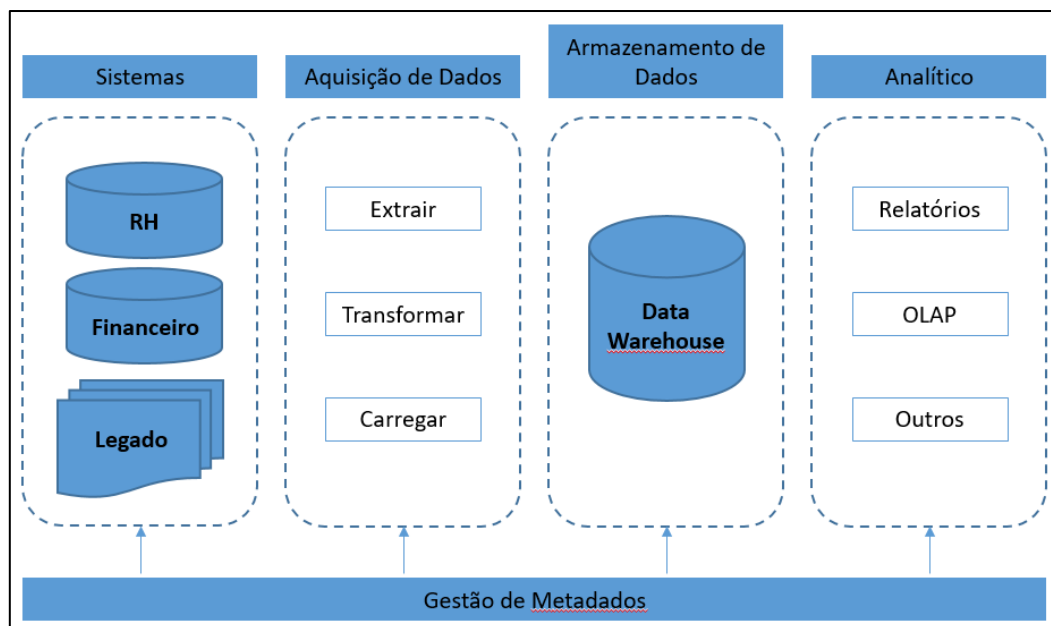 Sistemas
Aquisição de Dados
Armazenamento de
Dados
Analítico
RH
Financeiro
Legado
Extrair
Transformar
Carregar
Data
Warehouse
Relatórios
OLAP
Outros
Gestão de Metadados